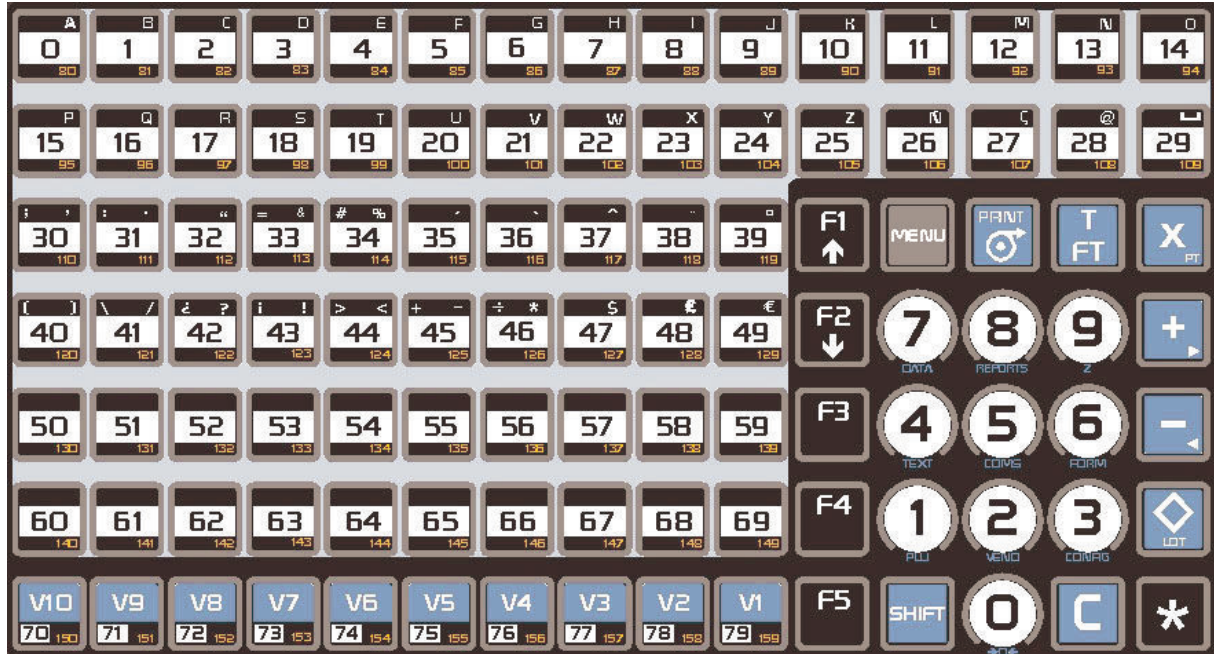 A B C D E F G H I J K L M N O
0 1 2 3 4 5 6 7 8 9 10 11 12 13 14
80 81 82 83 84 85 86 87 88 89 90 91 92 93 94
P Q R S T U V W X Y Z Ñ Ç @ ⎵
15 16 17 18 19 20 21 22 23 24 25 26 27 28 29
95 96 97 98 99 100 101 102 103 104 105 106 107 108 109
; , : . “ = & # % ´ ` ^ ¨ º
30 31 32 33 34 35 36 37 38 39
110 111 112 113 114 115 116 117 118 119
F1 MENU PRINT T FT X PT
( ) \ / ¿ ? ¡ ! > < + - ÷ * $ £ €
40 41 42 43 44 45 46 47 48 49
120 121 122 123 124 125 126 127 128 129
F2 7 8 9 +
DATA REPORTS Z
50 51 52 53 54 55 56 57 58 59
130 131 132 133 134 135 136 137 138 139
F3 4 5 6 -
TEXT COMS FORM
60 61 62 63 64 65 66 67 68 69
140 141 142 143 144 145 146 147 148 149
F4 1 2 3 LOT
PLU VEND CONFIG
V10 V9 V8 V7 V6 V5 V4 V3 V2 V1
70 150 71 151 72 152 73 153 74 154 75 155 76 156 77 157 78 158 79 159
F5 SHIFT 0 C *